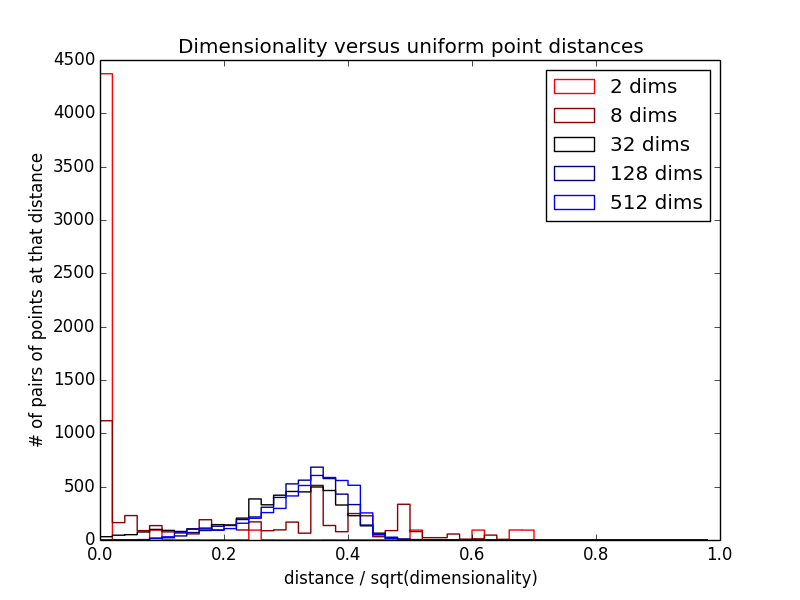 Dimensionality versus uniform point distances
4500
4000
3500
3000
2500
2000
1500
1000
500
0
# of pairs of points at that distance
2 dims
8 dims
32 dims
128 dims
512 dims
0.0 0.2 0.4 0.6 0.8 1.0
distance / sqrt(dimensionality)